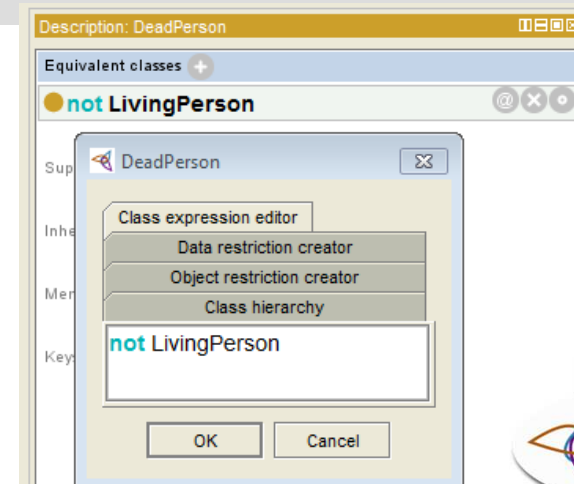 Description: DeadPerson
Equivalent classes
not LivingPerson
DeadPerson
Sup
Class expression editor
Inhe
Data restriction creator
Object restriction creator
Mer
Class hierarchy
not LivingPerson
Key
OK Cancel